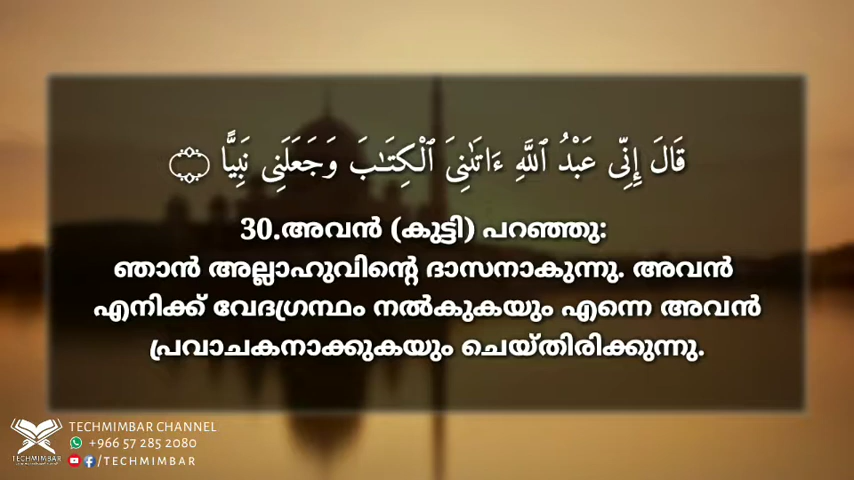 قَالَ إِنِّى عَبْدُ ٱللَّهِ ءَاتَىٰنِىَ ٱلْكِتَـٰبَ وَجَعَلَنِى نَبِيًّا
30.അവൻ (കുട്ടി) പറഞ്ഞു:
ഞാൻ അല്ലാഹുവിന്റെ ദാസനാകുന്നു. അവൻ
എനിക്ക് വേദഗ്രന്ഥം നൽകുകയും എന്നെ അവൻ
പ്രവാചകനാക്കുകയും ചെയ്തിരിക്കുന്നു.
TECHMIMBAR CHANNEL
+966 57 285 2080
/TECHMIMBAR
TECHMIMBAR